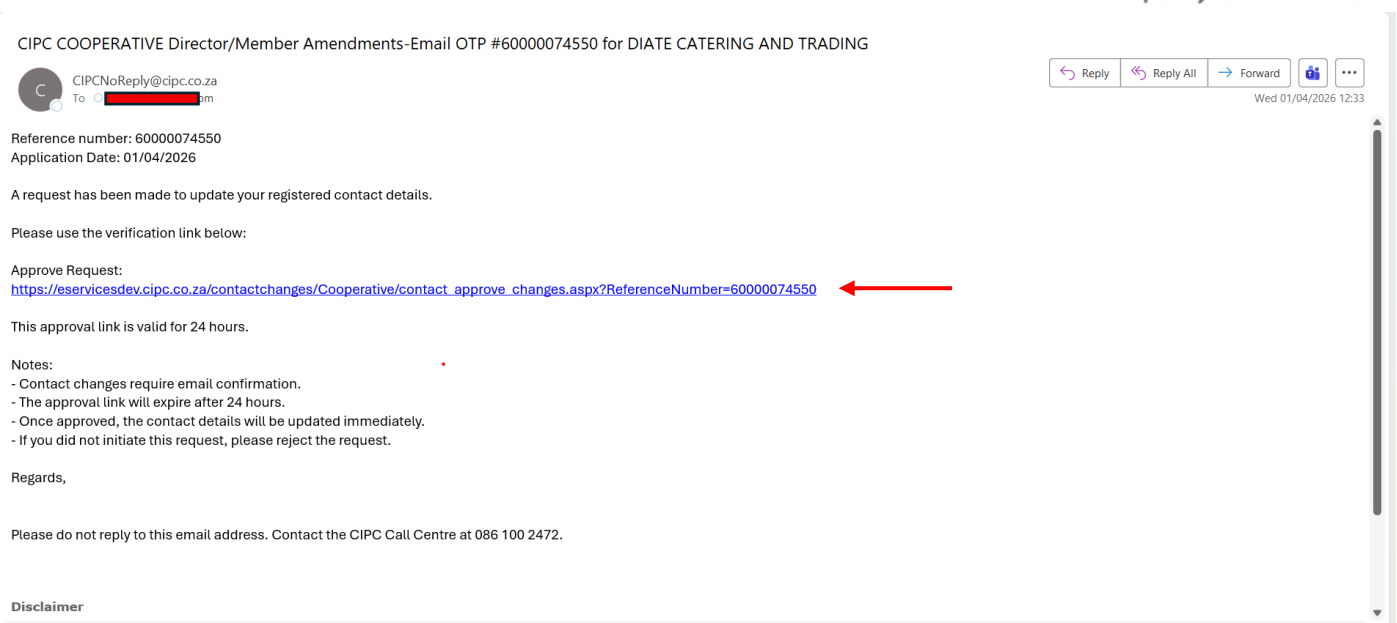 CIPC COOPERATIVE Director/Member Amendments-Email OTP #60000074550 for DIATE CATERING AND TRADING
C
CIPCNoReply@cipc.co.za
To
Reply
Reply All
Forward
Wed 01/04/2026 12:33
Reference number: 60000074550
Application Date: 01/04/2026
A request has been made to update your registered contact details.
Please use the verification link below:
Approve Request:
https://eservicesdev.cipc.co.za/contactchanges/Cooperative/contact_approve_changes.aspx?ReferenceNumber=60000074550
This approval link is valid for 24 hours.
Notes:
- Contact changes require email confirmation.
- The approval link will expire after 24 hours.
- Once approved, the contact details will be updated immediately.
- If you did not initiate this request, please reject the request.
Regards,
Please do not reply to this email address. Contact the CIPC Call Centre at 086 100 2472.
Disclaimer